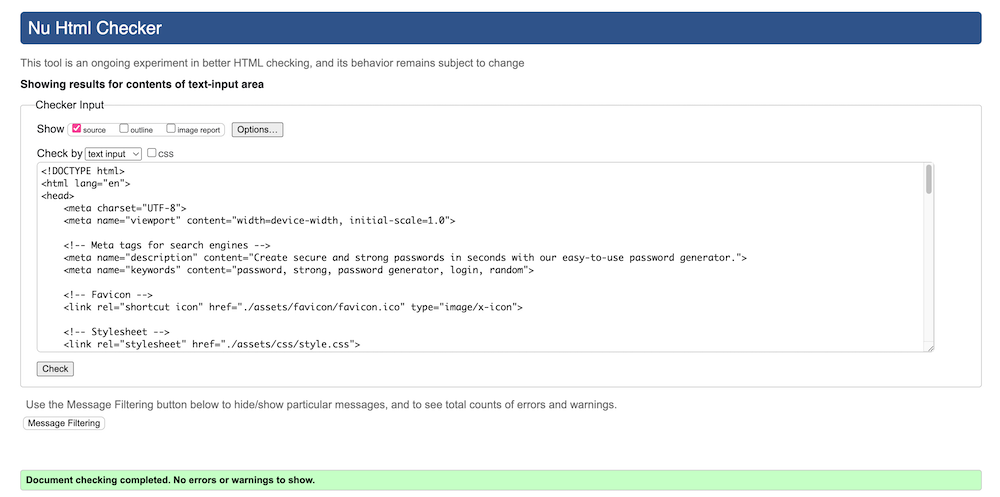 Nu Html Checker
This tool is an ongoing experiment in better HTML checking, and its behavior remains subject to change
Showing results for contents of text-input area
Checker Input
Show source outline image report Options...
Check by text input css
<!DOCTYPE html>
<html lang="en">
<head>
    <meta charset="UTF-8">
    <meta name="viewport" content="width=device-width, initial-scale=1.0">
    <!-- Meta tags for search engines -->
    <meta name="description" content="Create secure and strong passwords in seconds with our easy-to-use password generator.">
    <meta name="keywords" content="password, strong, password generator, login, random">
    <!-- Favicon -->
    <link rel="shortcut icon" href="./assets/favicon/favicon.ico" type="image/x-icon">
    <!-- Stylesheet -->
    <link rel="stylesheet" href="./assets/css/style.css">
Check
Use the Message Filtering button below to hide/show particular messages, and to see total counts of errors and warnings.
Message Filtering
Document checking completed. No errors or warnings to show.